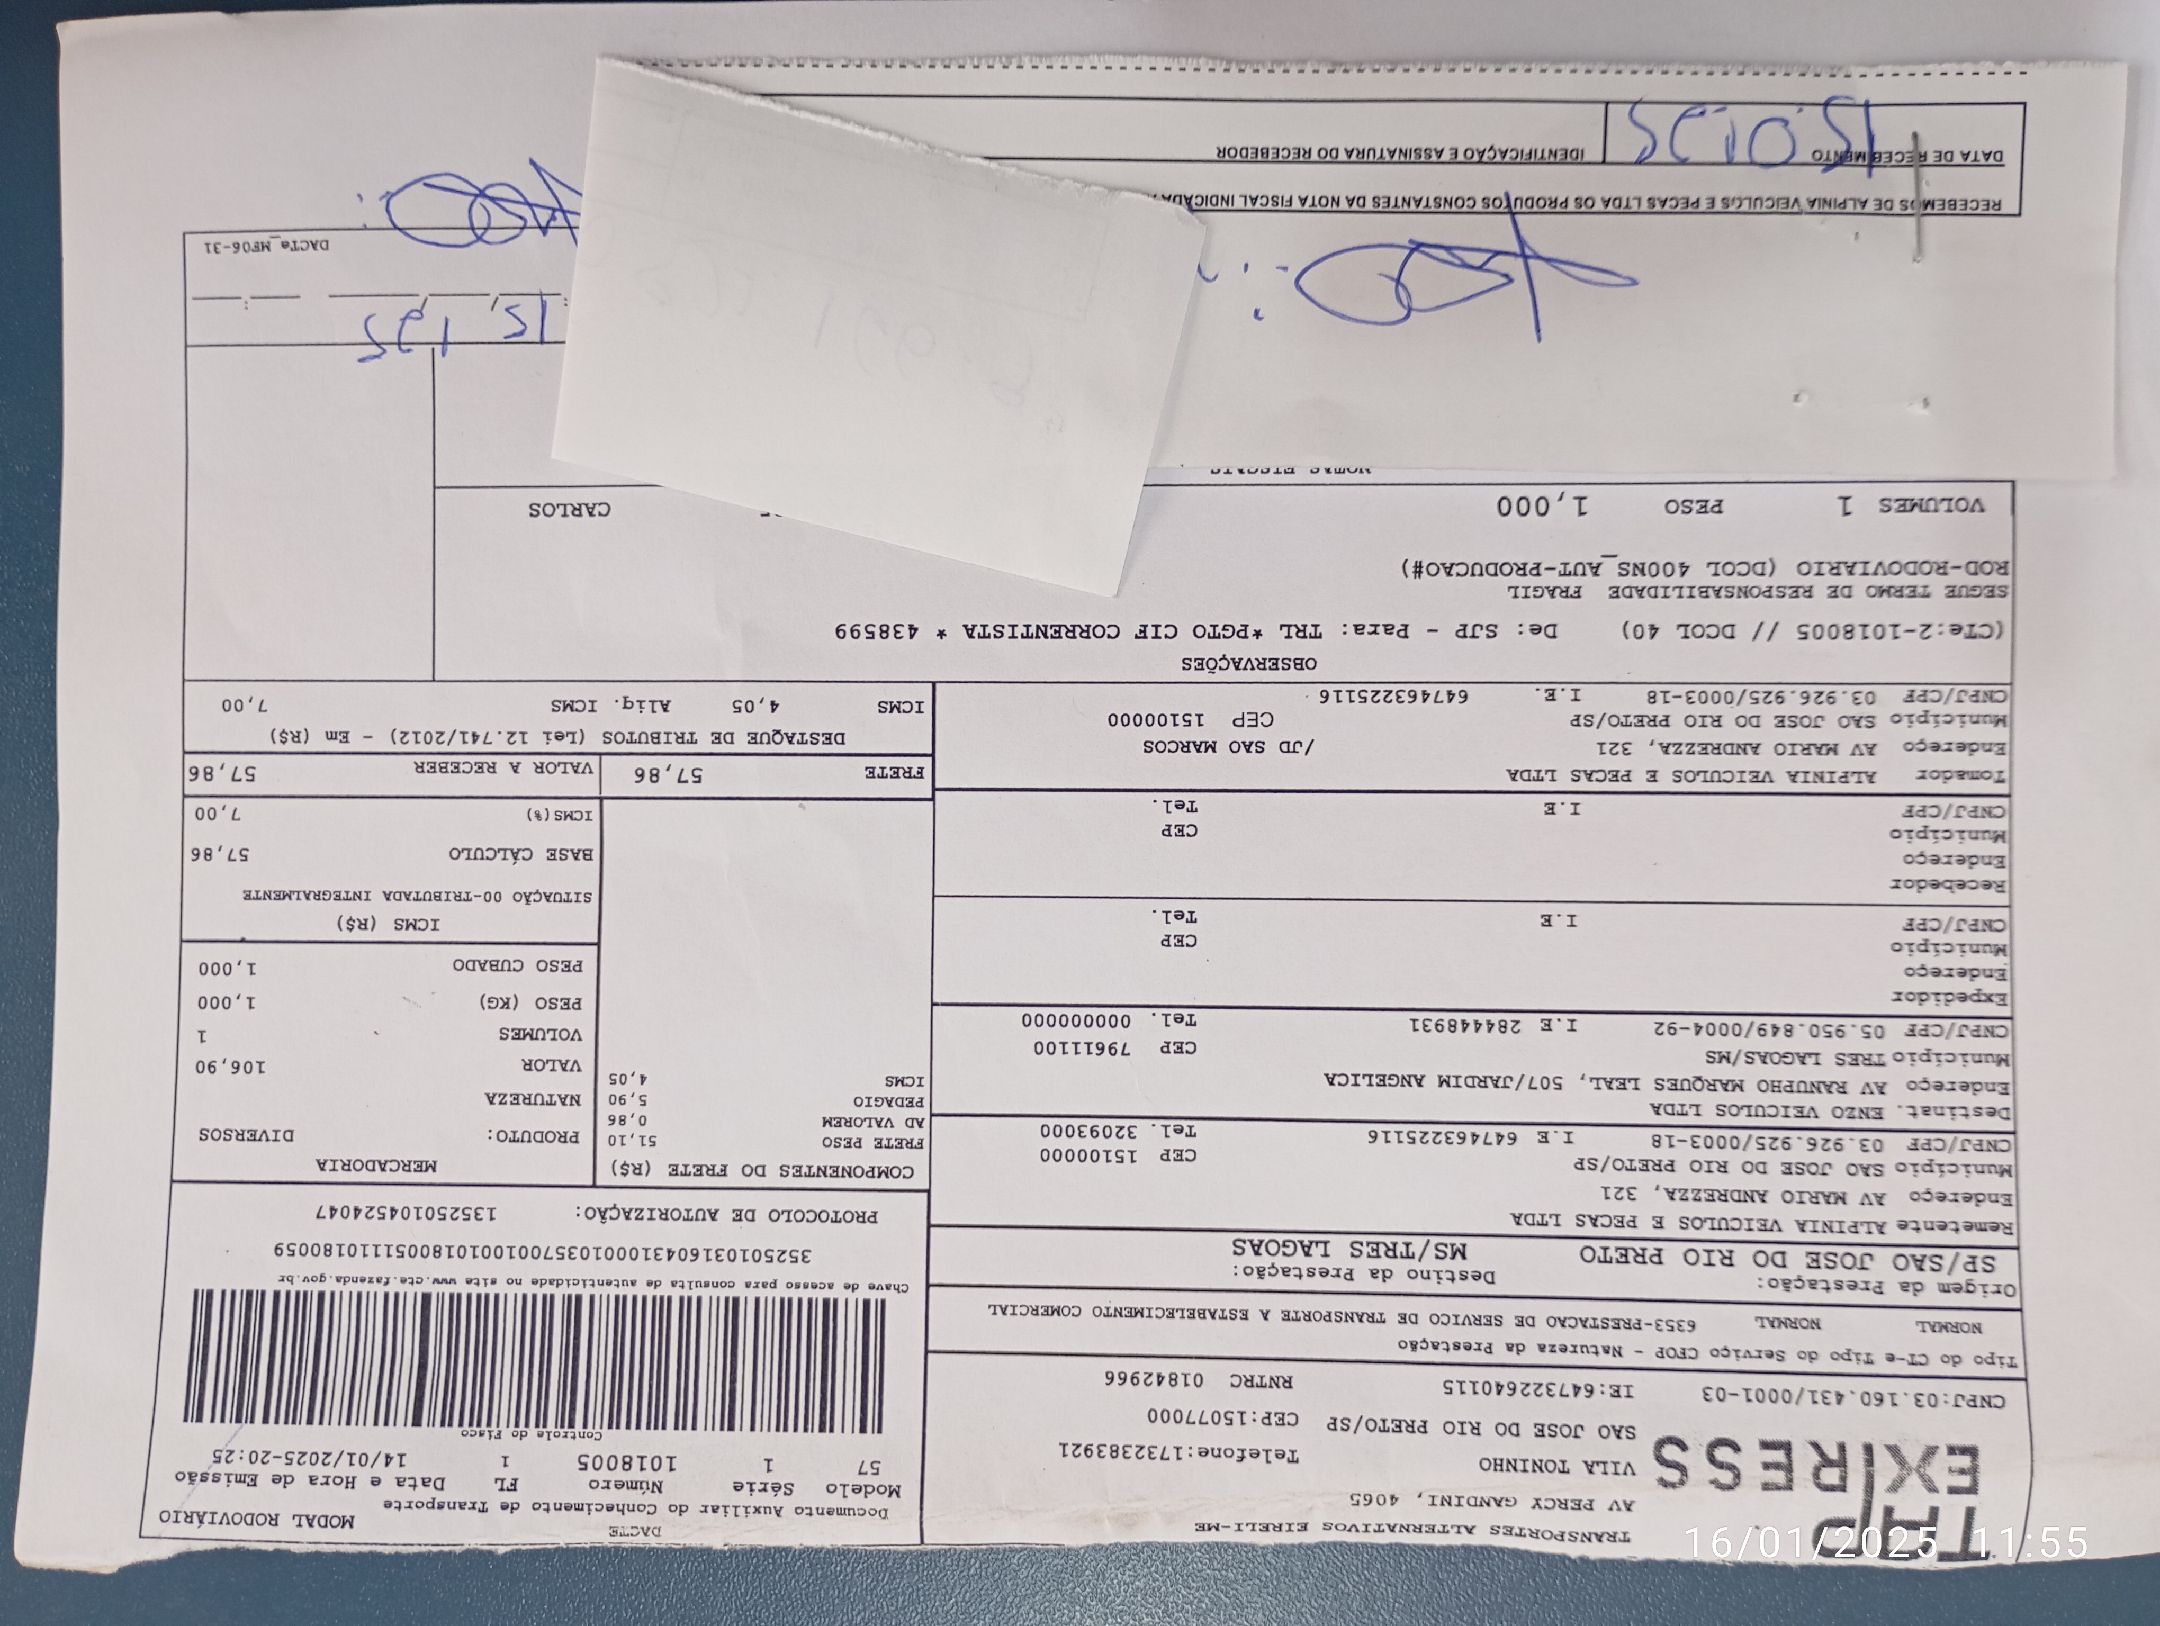 TAP
EXPRESS
TRANSPORTES ALTERNATIVOS EIRELI-ME
AV PERCY GANDINI, 4065
VILA TONINHO Telefone:1732383921
SAO JOSE DO RIO PRETO/SP CEP:15077000
CNPJ:03.160.431/0001-03 IE:647322640115 RNTRC 01842966
DACTE
Documento Auxiliar do Conhecimento de Transporte
MODAL RODOVIÁRIO
Modelo Série Número FL Data e Hora de Emissão
57 1 1018005 1 14/01/2025-20:25
Controle do Fisco
Tipo do CT-e Tipo do Serviço CFOP - Natureza da Prestação
NORMAL NORMAL 6353-PRESTACAO DE SERVICO DE TRANSPORTE A ESTABELECIMENTO COMERCIAL
Chave de acesso para consulta de autenticidade no site www.cte.fazenda.gov.br
352501031604310001035700100101800511110180059
PROTOCOLO DE AUTORIZAÇÃO: 135250104524047
Origem da Prestação: Destino da Prestação:
SP/SAO JOSE DO RIO PRETO MS/TRES LAGOAS
Remetente ALPINIA VEICULOS E PECAS LTDA
Endereço AV MARIO ANDREZZA, 321
Município SAO JOSE DO RIO PRETO/SP CEP 15100000
CNPJ/CPF 03.926.925/0003-18 I.E 647463225116 Tel. 32093000
Destinat. ENZO VEICULOS LTDA
Endereço AV RANUPHO MARQUES LEAL, 507/JARDIM ANGELICA
Município TRES LAGOAS/MS CEP 79611100
CNPJ/CPF 05.950.849/0004-92 I.E 284448931 Tel. 00000000
Expedidor
Endereço
Município CEP
CNPJ/CPF I.E Tel.
Recebedor
Endereço
Município CEP
CNPJ/CPF I.E Tel.
Tomador ALPINIA VEICULOS E PECAS LTDA
Endereço AV MARIO ANDREZZA, 321 /JD SAO MARCOS
Município SAO JOSE DO RIO PRETO/SP CEP 15100000
CNPJ/CPF 03.926.925/0003-18 I.E. 647463225116
COMPONENTES DO FRETE (R$)
FRETE PESO 51,10
AD VALOREM 0,86
PEDAGIO 5,90
ICMS 4,05
MERCADORIA
PRODUTO: DIVERSOS
NATUREZA
VALOR 106,90
VOLUMES 1
PESO (KG) 1,000
PESO CUBADO 1,000
ICMS (R$)
SITUAÇÃO 00-TRIBUTADA INTEGRALMENTE
BASE CÁLCULO 57,86
ICMS(%) 7,00
FRETE 57,86 VALOR A RECEBER 57,86
DESTAQUE DE TRIBUTOS (Lei 12.741/2012) - Em (R$)
ICMS 4,05 Aliq. ICMS 7,00
OBSERVAÇÕES
(CTe:2-1018005 // DCOL 40) De: SJP - Para: TRL *PGTO CIF CORRENTISTA * 438599
SEGUE TERMO DE RESPONSABILIDADE FRAGIL
ROD-RODOVIARIO (DCOL 400NS_AUT-PRODUCAO#)
VOLUMES 1 PESO 1,000 CARLOS
NOTAS FISCAIS
15 1 25
DACTe_MF06-31
RECEBEMOS DE ALPINIA VEICULOS E PECAS LTDA OS PRODUTOS CONSTANTES DA NOTA FISCAL INDICADA
DATA DE RECEBIMENTO IDENTIFICAÇÃO E ASSINATURA DO RECEBEDOR
15.01.25
16/01/2025 11:55